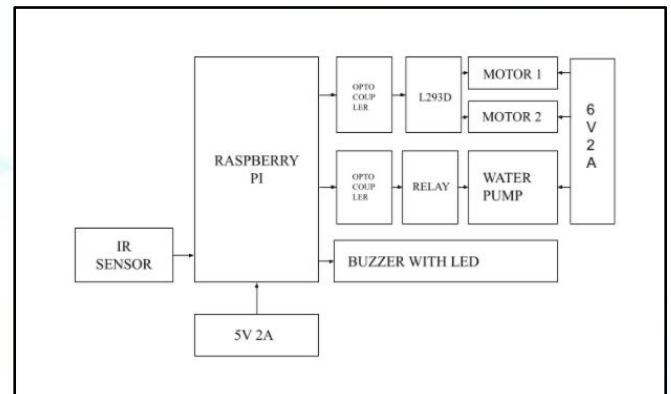 OPTO
COUP
LER
L293D
MOTOR 1
MOTOR 2
6
V
2
A
RASPBERRY
PI
OPTO
COUP
LER
RELAY
WATER
PUMP
IR
SENSOR
BUZZER WITH LED
5V 2A